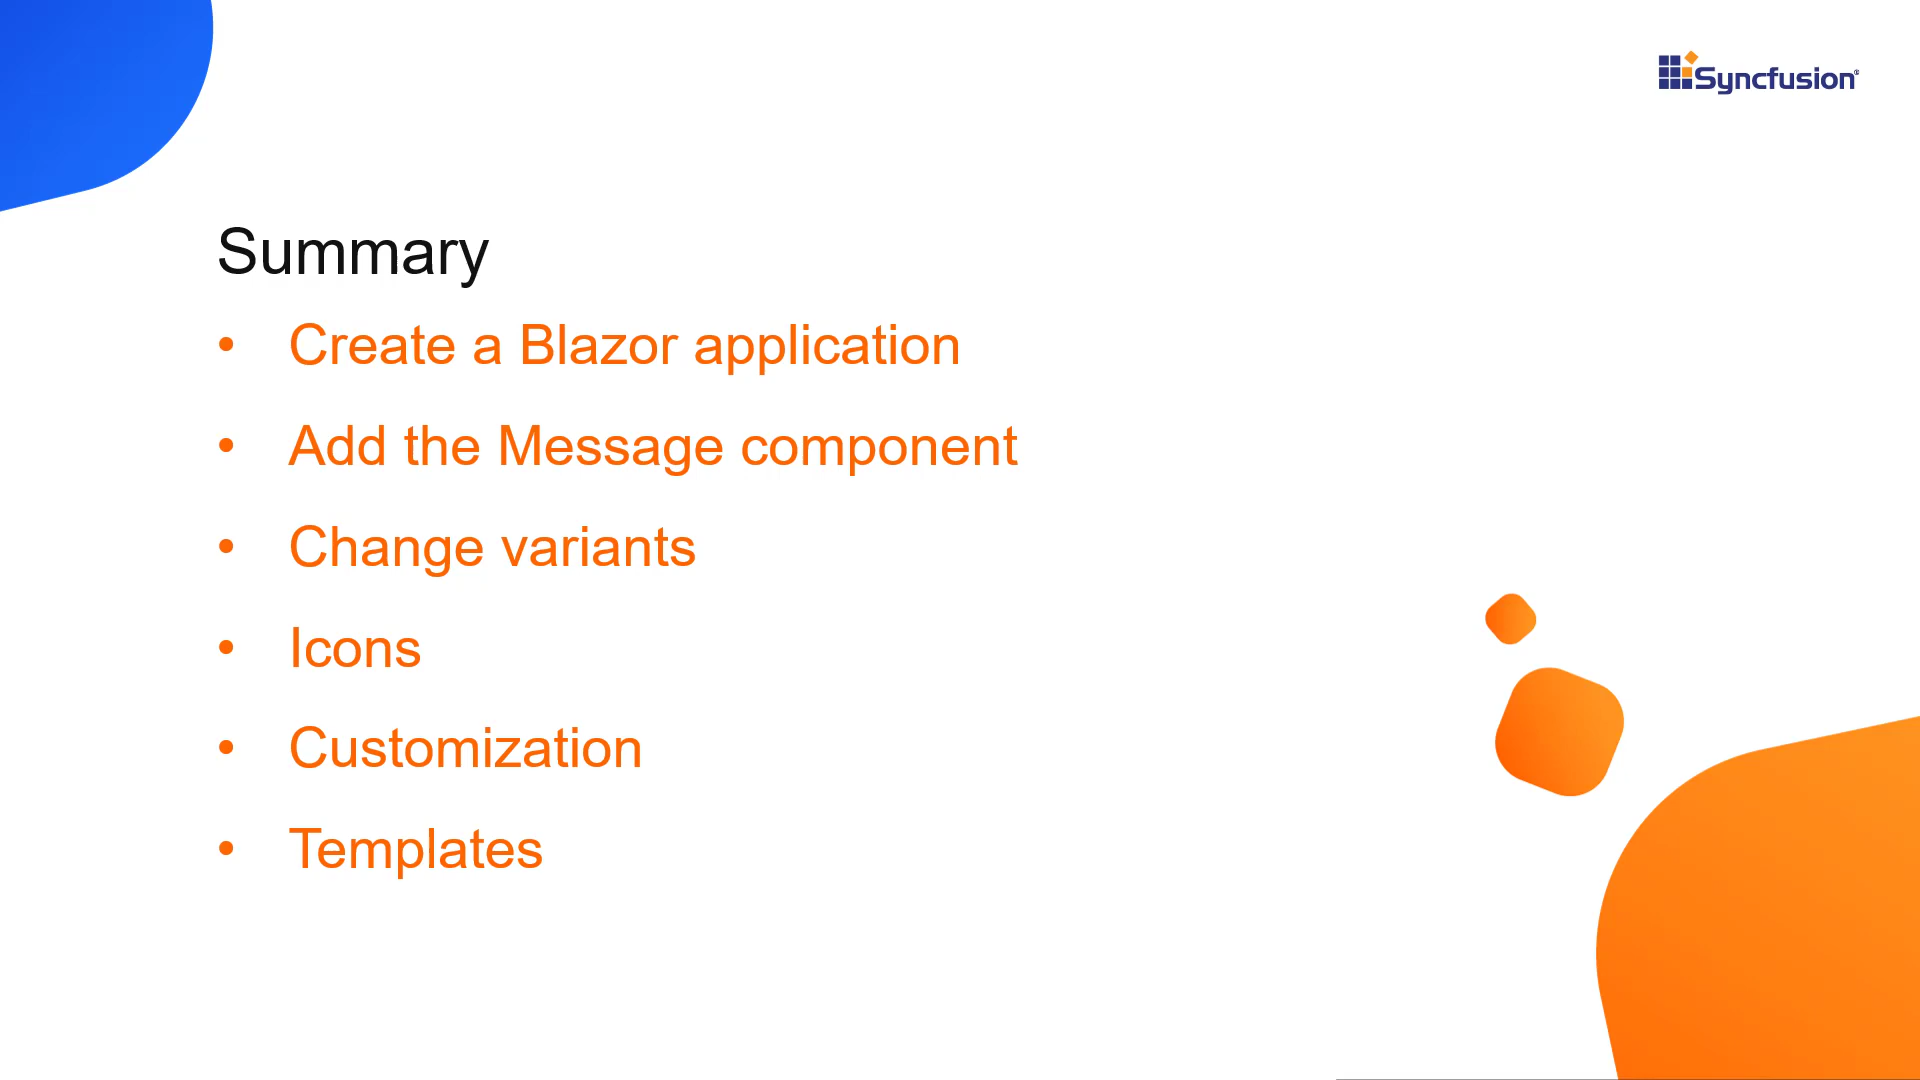 Syncfusion®
Summary
• Create a Blazor application
• Add the Message component
• Change variants
• Icons
• Customization
• Templates